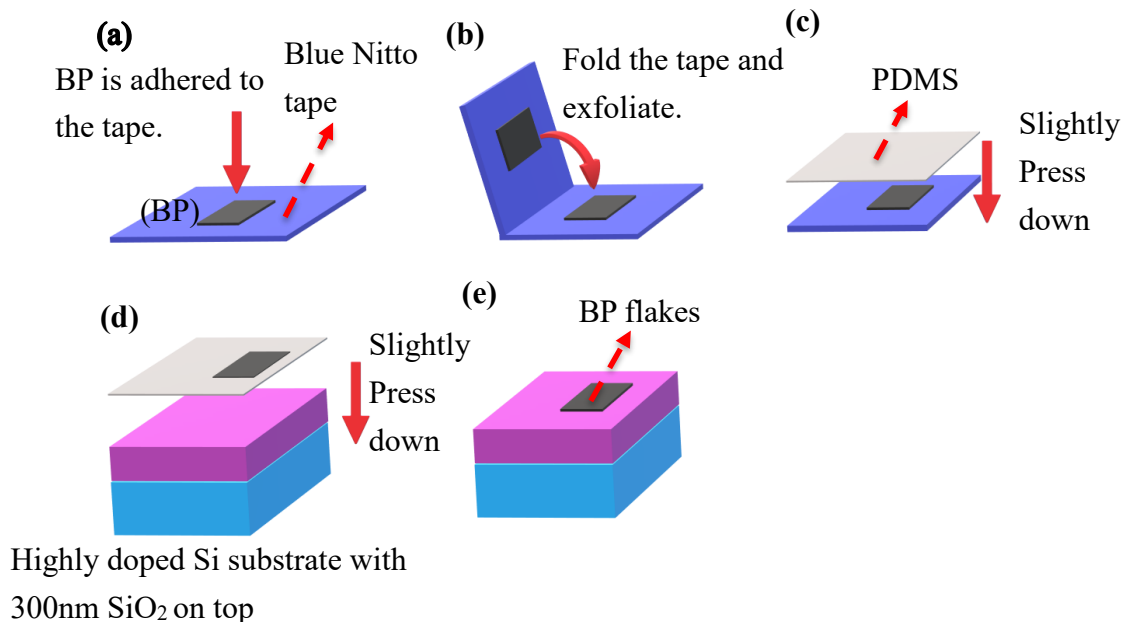 (a)
BP is adhered to
the tape.
Blue Nitto
tape
(BP)
(b)
Fold the tape and
exfoliate.
(c)
PDMS
Slightly
Press
down
(d)
Slightly
Press
down
Highly doped Si substrate with
300nm SiO₂ on top
(e)
BP flakes